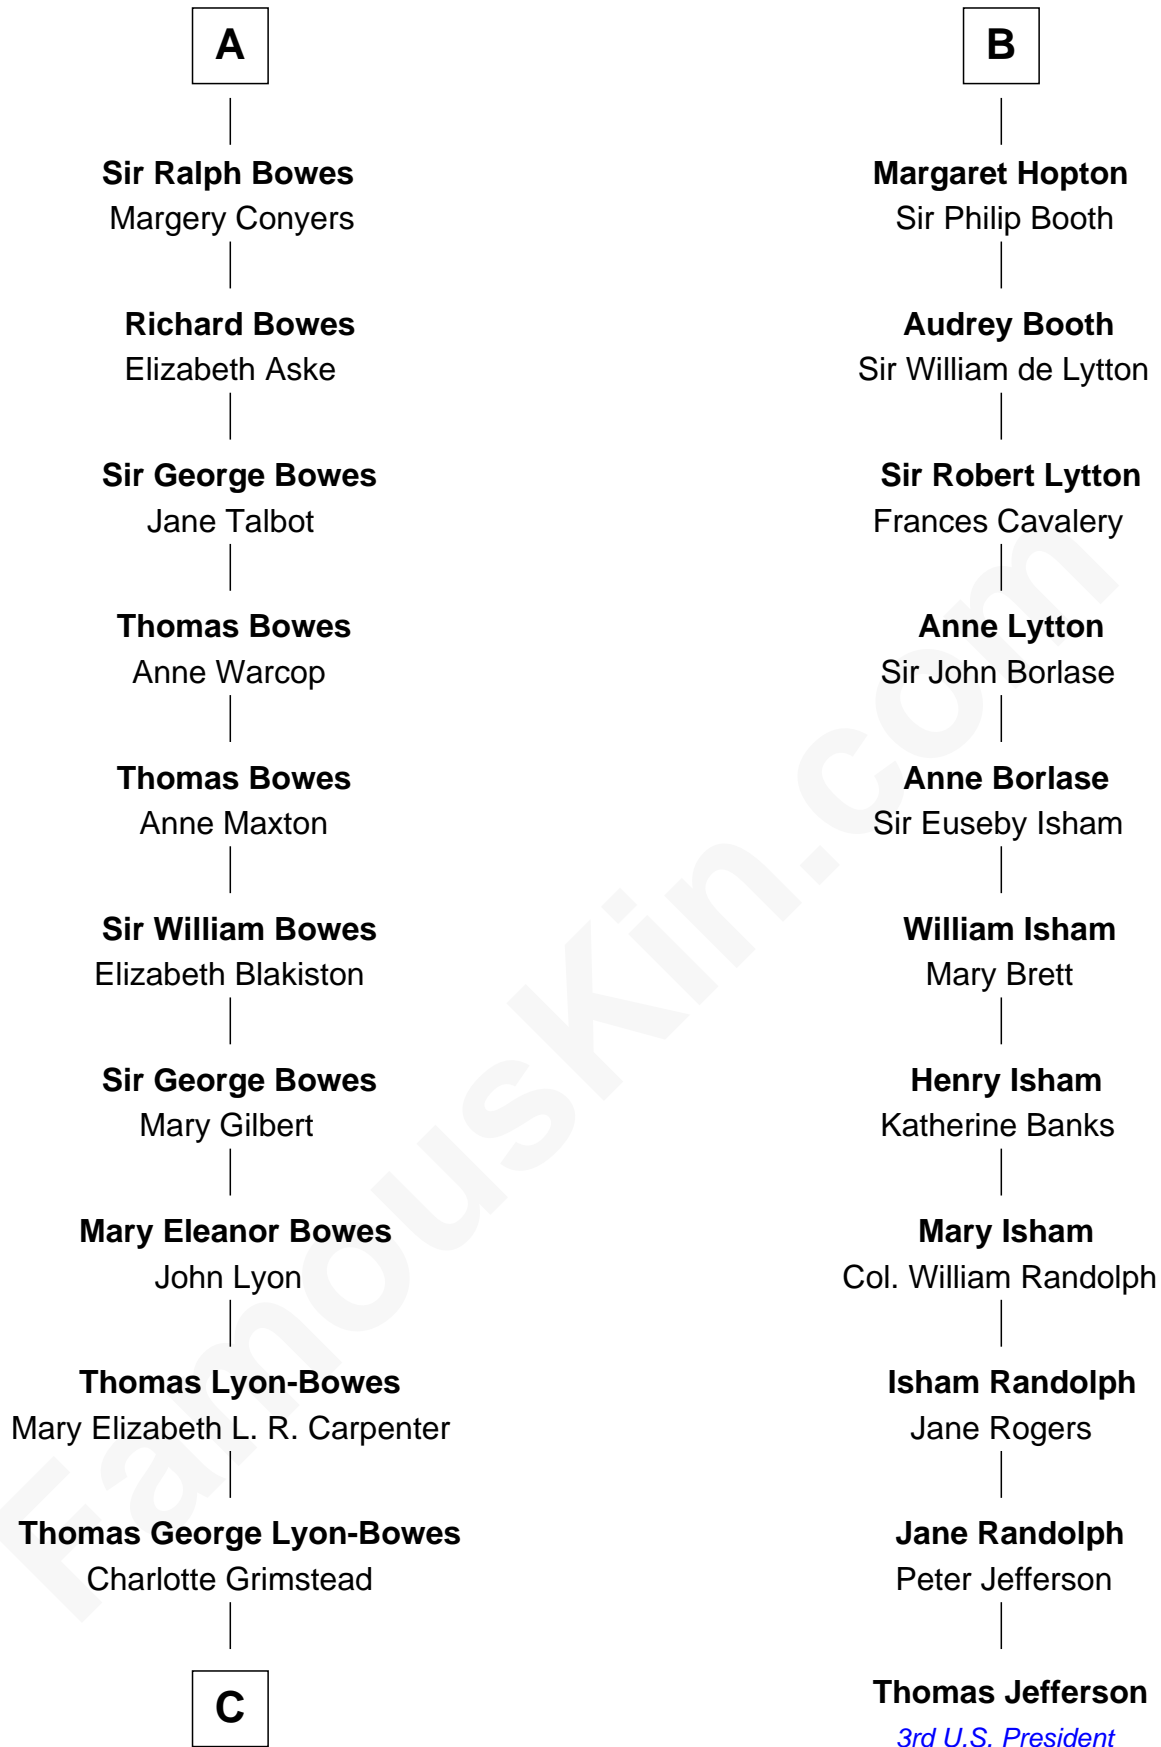 A
Sir Ralph Bowes
Margery Conyers
Richard Bowes
Elizabeth Aske
Sir George Bowes
Jane Talbot
Thomas Bowes
Anne Warcop
Thomas Bowes
Anne Maxton
Sir William Bowes
Elizabeth Blakiston
Sir George Bowes
Mary Gilbert
Mary Eleanor Bowes
John Lyon
Thomas Lyon-Bowes
Mary Elizabeth L. R. Carpenter
Thomas George Lyon-Bowes
Charlotte Grimstead
C
B
Margaret Hopton
Sir Philip Booth
Audrey Booth
Sir William de Lytton
Sir Robert Lytton
Frances Cavalery
Anne Lytton
Sir John Borlase
Anne Borlase
Sir Euseby Isham
William Isham
Mary Brett
Henry Isham
Katherine Banks
Mary Isham
Col. William Randolph
Isham Randolph
Jane Rogers
Jane Randolph
Peter Jefferson
Thomas Jefferson
3rd U.S. President
FamousKin.com